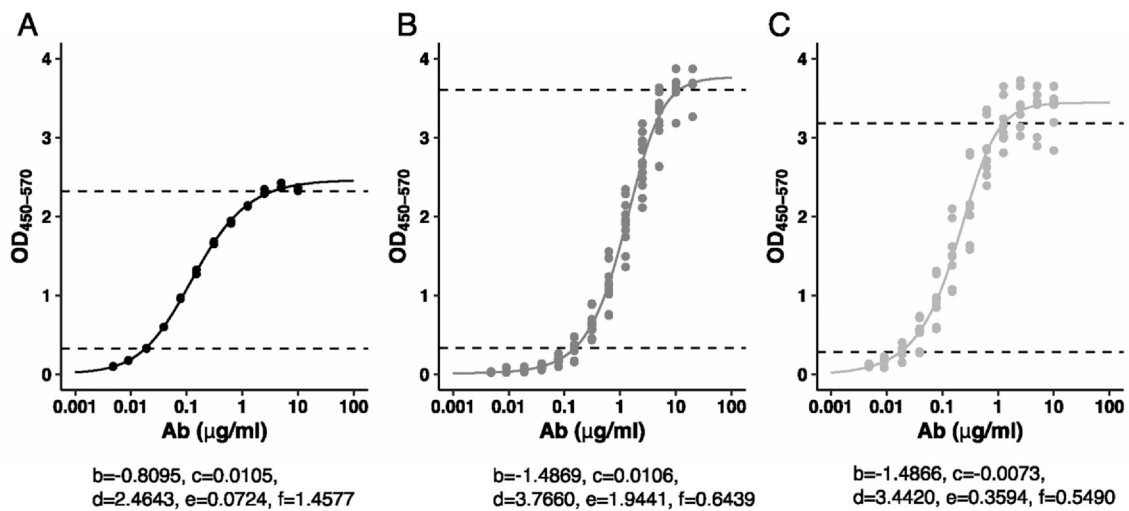 A
B
C
4
3
2
1
0
OD450–570
0.001 0.01 0.1 1 10 100
Ab (μg/ml)
b=-0.8095, c=0.0105,
d=2.4643, e=0.0724, f=1.4577
4
3
2
1
0
OD450–570
0.001 0.01 0.1 1 10 100
Ab (μg/ml)
b=-1.4869, c=0.0106,
d=3.7660, e=1.9441, f=0.6439
4
3
2
1
0
OD450–570
0.001 0.01 0.1 1 10 100
Ab (μg/ml)
b=-1.4866, c=-0.0073,
d=3.4420, e=0.3594, f=0.5490